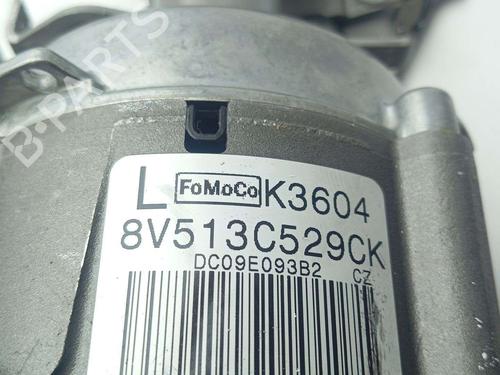 B-PARTS
L FoMoCo K3604
8V513C529CK
DC09E093B2 CZ